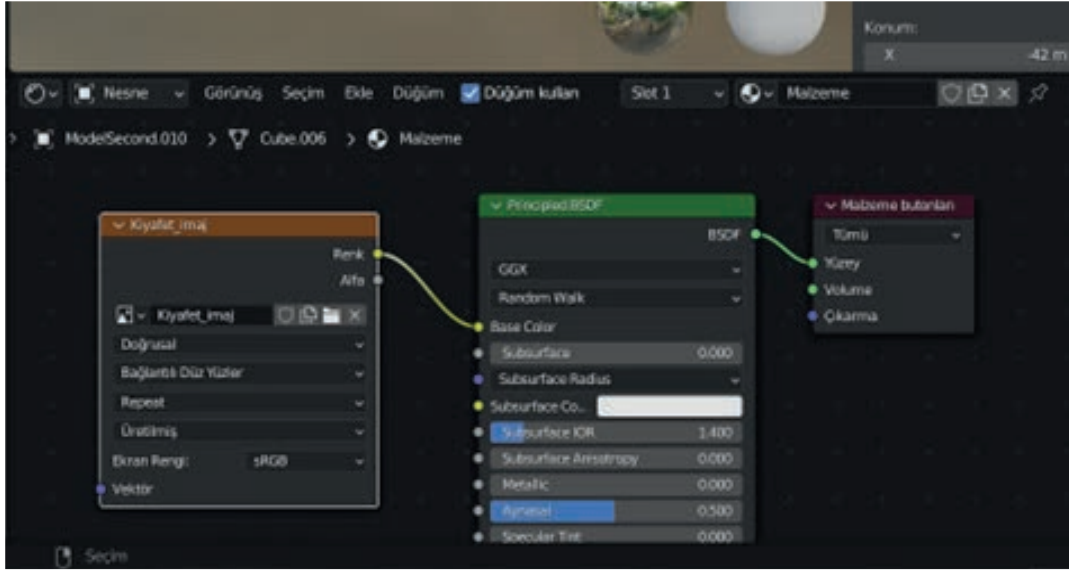 Konum:
X -42 m
Nesne Görünüş Seçim Ekle Düğüm Düğüm kullan Slot 1 Malzeme
ModelSecond.010 > Cube.006 > Malzeme
Kiyafet_imaj
Renk
Alfa
Kiyafet_imaj
Doğrusal
Bağlantılı Düz Yüzler
Repeat
Üretilmiş
Ekran Rengi: sRGB
Vektör
Principled BSDF
BSDF
GGX
Random Walk
Base Color
Subsurface 0.000
Subsurface Radius
Subsurface Co...
Subsurface IOR 1.400
Subsurface Anisotropy 0.000
Metallic 0.000
Aynasal 0.500
Specular Tint 0.000
Malzeme butonları
Tümü
Yüzey
Volume
Çıkarma
Seçim